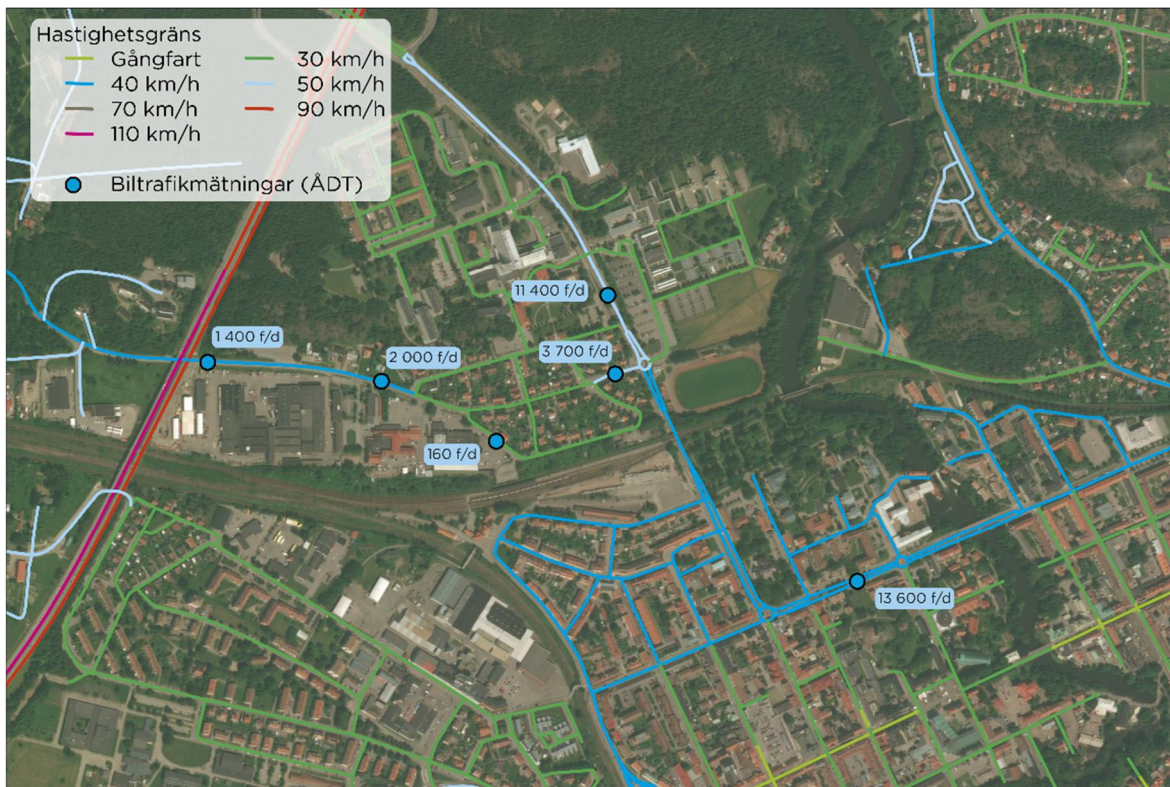 Hastighetsgräns
Gångfart
30 km/h
40 km/h
50 km/h
70 km/h
90 km/h
110 km/h
Biltrafikmätningar (ÅDT)
11 400 f/d
1 400 f/d
2 000 f/d
3 700 f/d
160 f/d
13 600 f/d